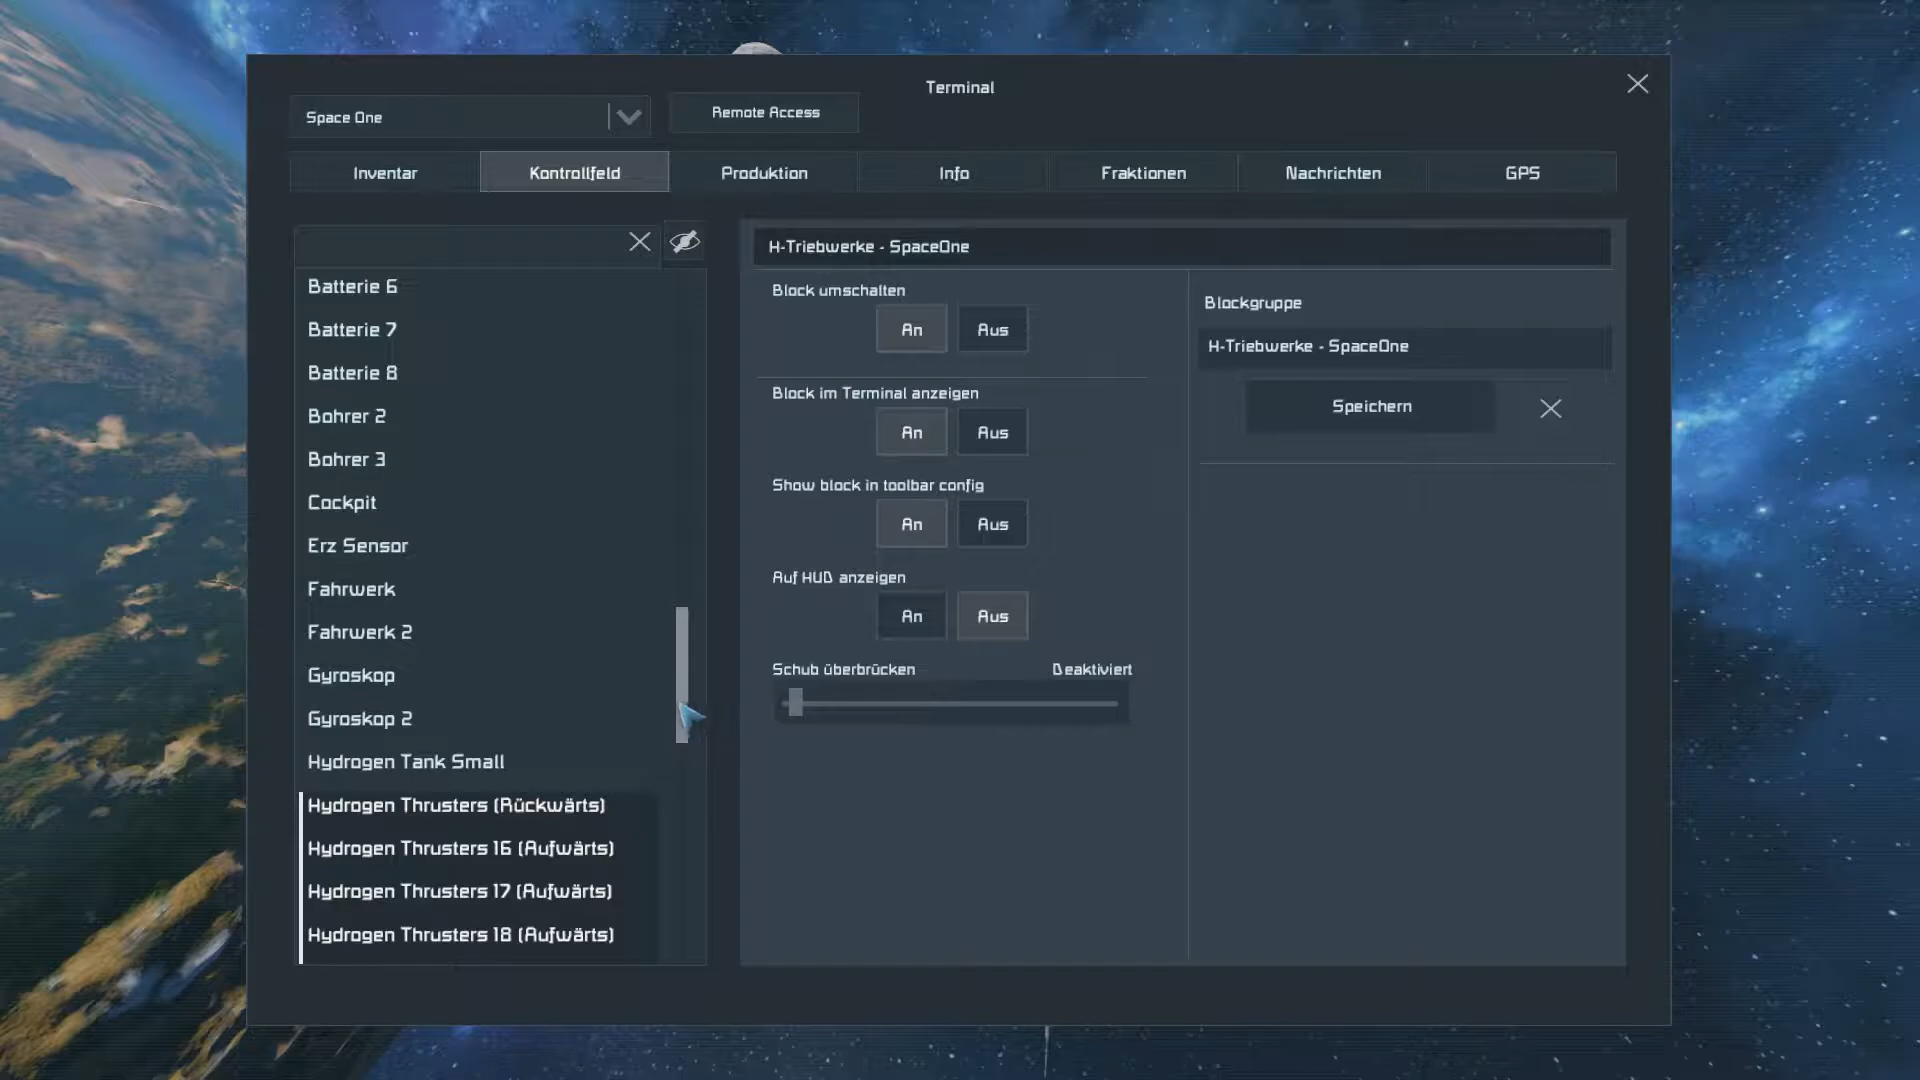 Terminal
Space One
Remote Access
Inventar
Kontrollfeld
Produktion
Info
Fraktionen
Nachrichten
GPS
Batterie 6
Batterie 7
Batterie 8
Bohrer 2
Bohrer 3
Cockpit
Erz Sensor
Fahrwerk
Fahrwerk 2
Gyroskop
Gyroskop 2
Hydrogen Tank Small
Hydrogen Thrusters (Rückwärts)
Hydrogen Thrusters 16 (Aufwärts)
Hydrogen Thrusters 17 (Aufwärts)
Hydrogen Thrusters 18 (Aufwärts)
H-Triebwerke - SpaceOne
Block umschalten
An Aus
Block im Terminal anzeigen
An Aus
Show block in toolbar config
An Aus
Auf HUD anzeigen
An Aus
Schub überbrücken Deaktiviert
Blockgruppe
H-Triebwerke - SpaceOne
Speichern